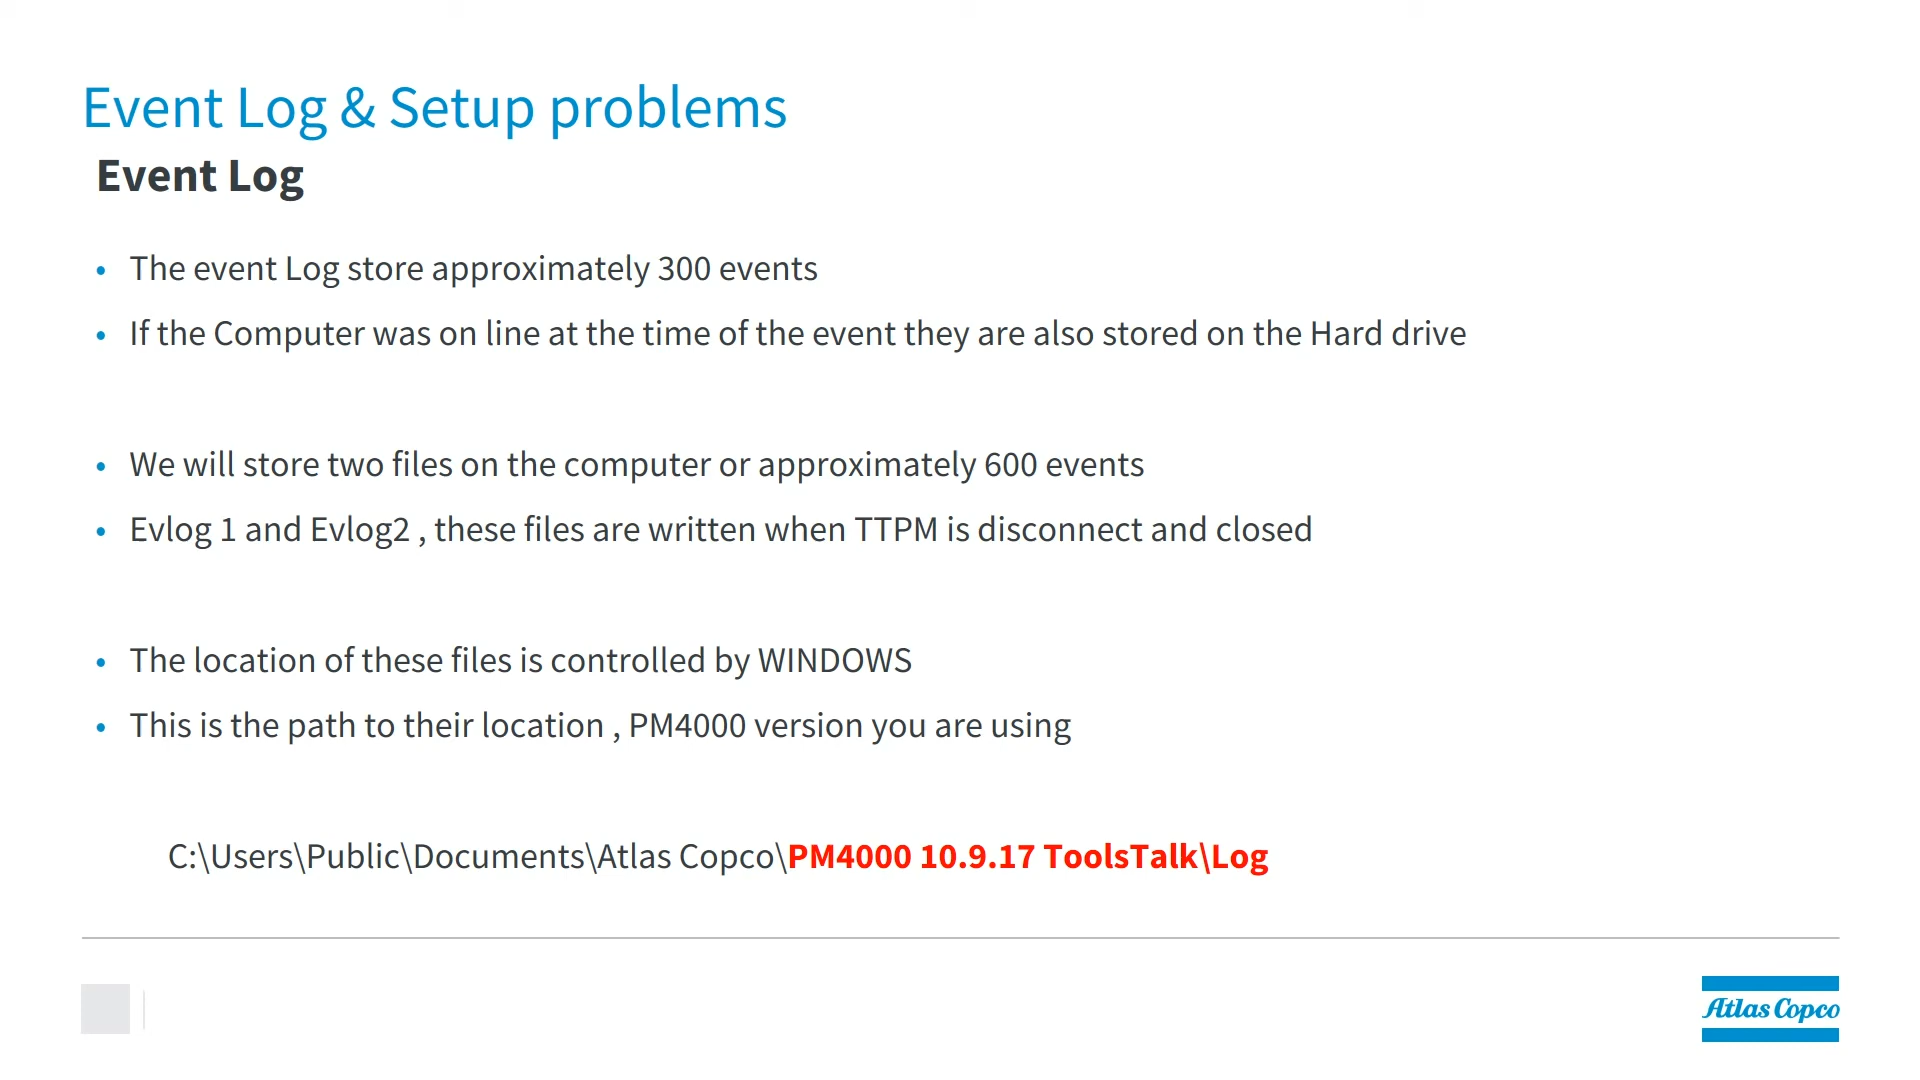 Event Log & Setup problems
Event Log
• The event Log store approximately 300 events
• If the Computer was on line at the time of the event they are also stored on the Hard drive
• We will store two files on the computer or approximately 600 events
• Evlog 1 and Evlog2 , these files are written when TTPM is disconnect and closed
• The location of these files is controlled by WINDOWS
• This is the path to their location , PM4000 version you are using
C:\Users\Public\Documents\Atlas Copco\PM4000 10.9.17 ToolsTalk\Log
Atlas Copco